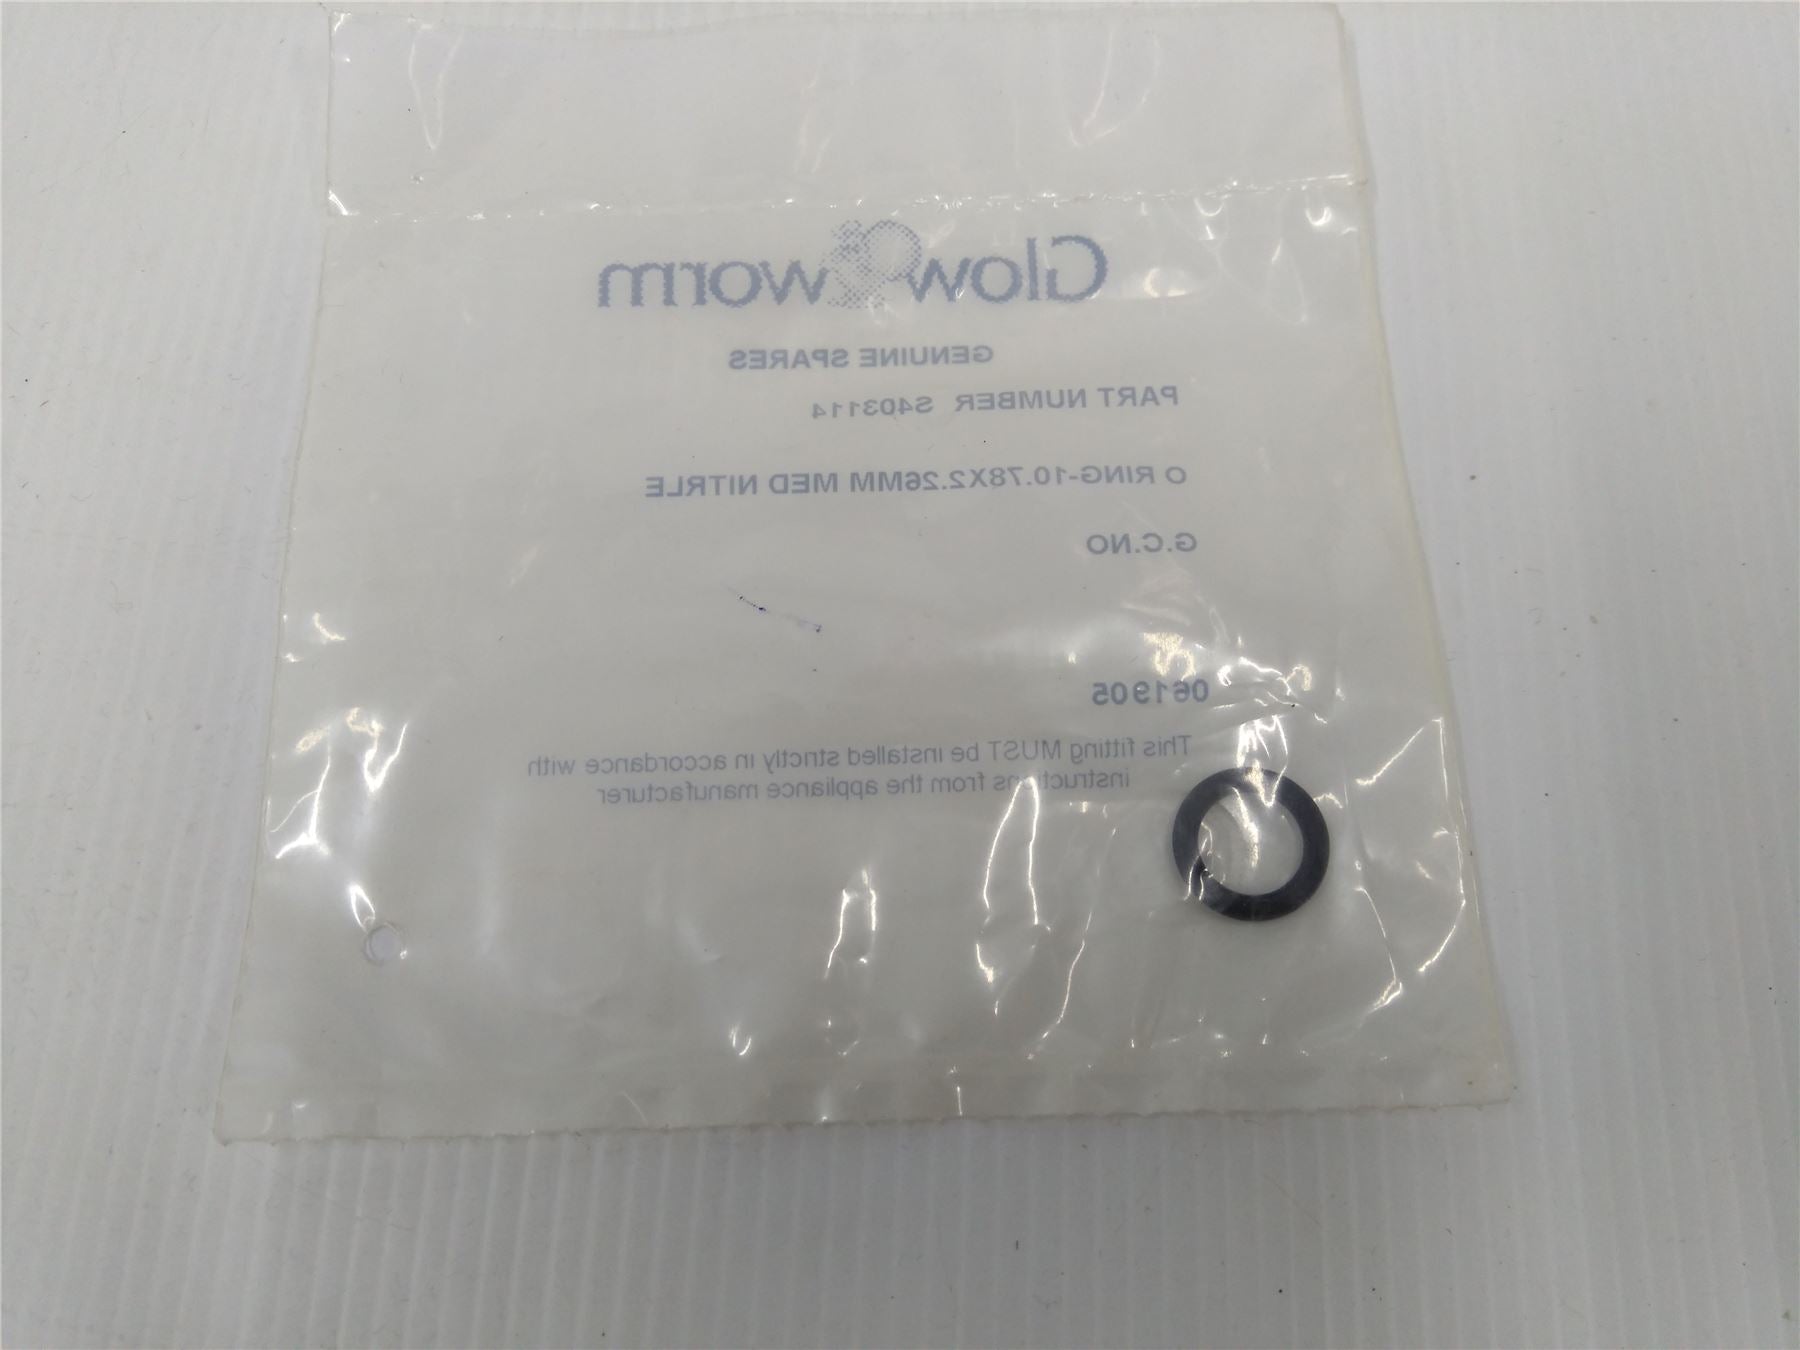 Glow worm
GENUINE SPARES
PART NUMBER S403114
O RING-10.78X2.26MM MED NITRLE
G.C.NO
061905
This fitting MUST be installed strictly in accordance with
instructions from the appliance manufacturer